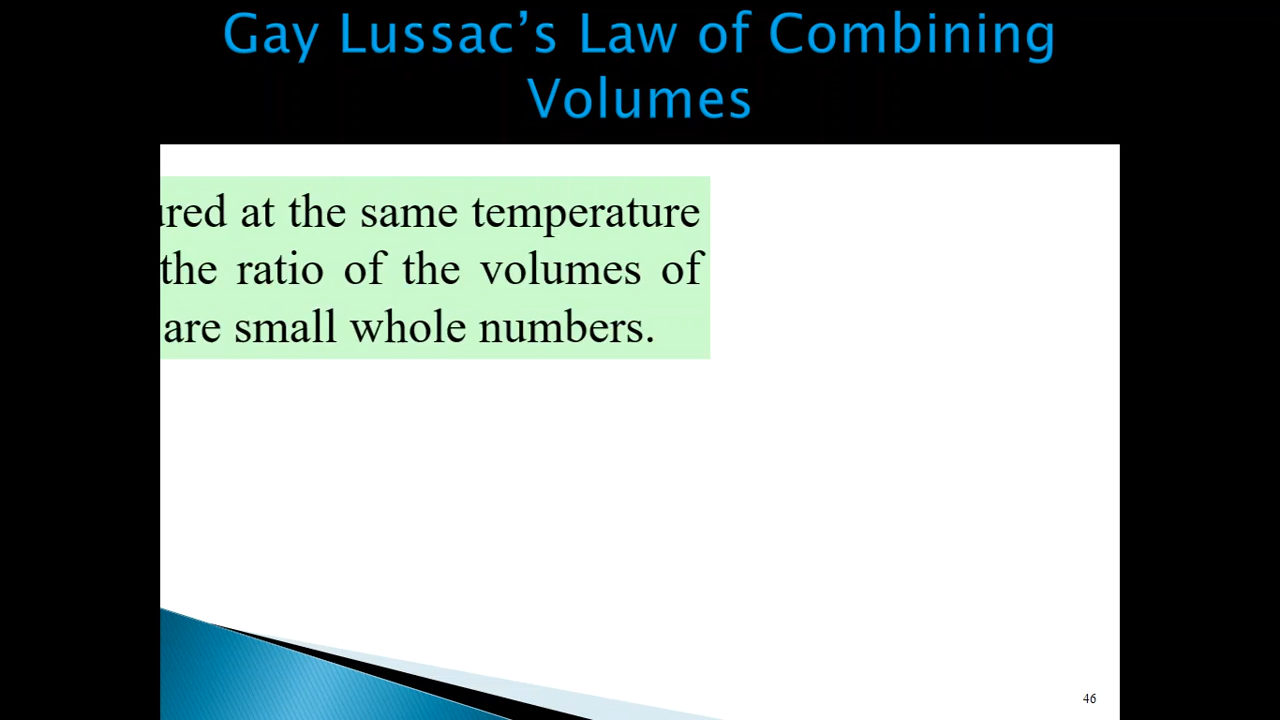 Gay Lussac’s Law of Combining
Volumes
at the same temperature
the ratio of the volumes of
are small whole numbers.
46